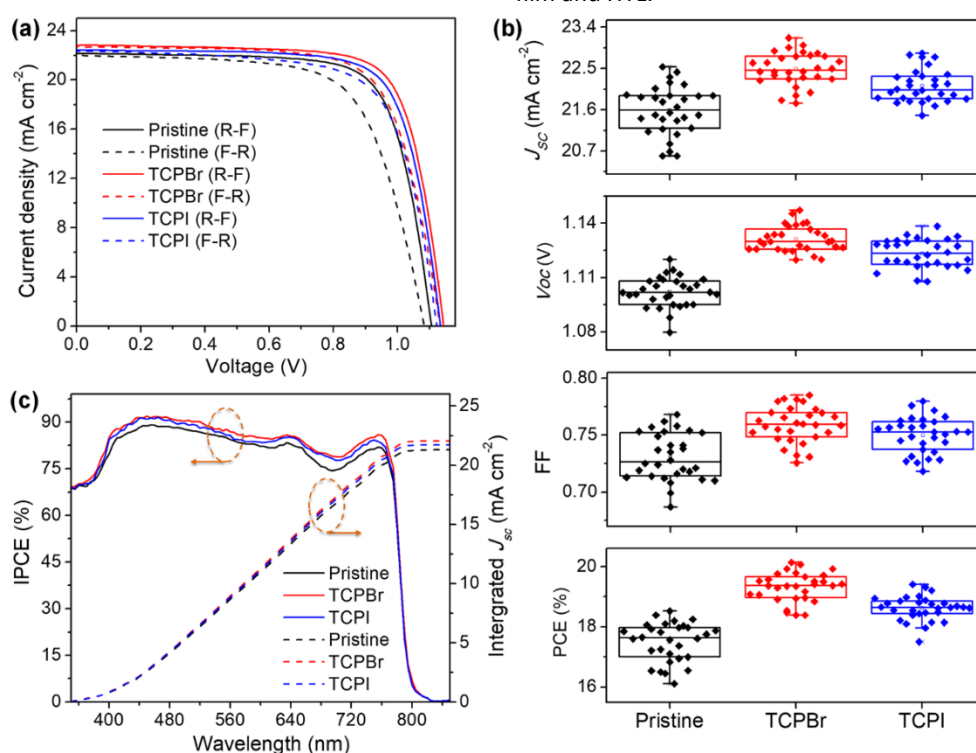 film and HTL.
(a)
24
20
16
12
8
4
0
Current density (mA cm-2)
Pristine (R-F)
Pristine (F-R)
TCPBr (R-F)
TCPBr (F-R)
TCPI (R-F)
TCPI (F-R)
0.0 0.2 0.4 0.6 0.8 1.0
Voltage (V)
(b)
23.4
22.5
21.6
20.7
Jsc (mA cm-2)
1.14
1.11
1.08
Voc (V)
0.80
0.75
0.70
FF
20
18
16
PCE (%)
Pristine TCPBr TCPI
(c)
90
75
60
45
30
15
0
IPCE (%)
25
20
15
10
5
0
Intergrated Jsc (mA cm-2)
Pristine
TCPBr
TCPI
Pristine
TCPBr
TCPI
400 480 560 640 720 800
Wavelength (nm)